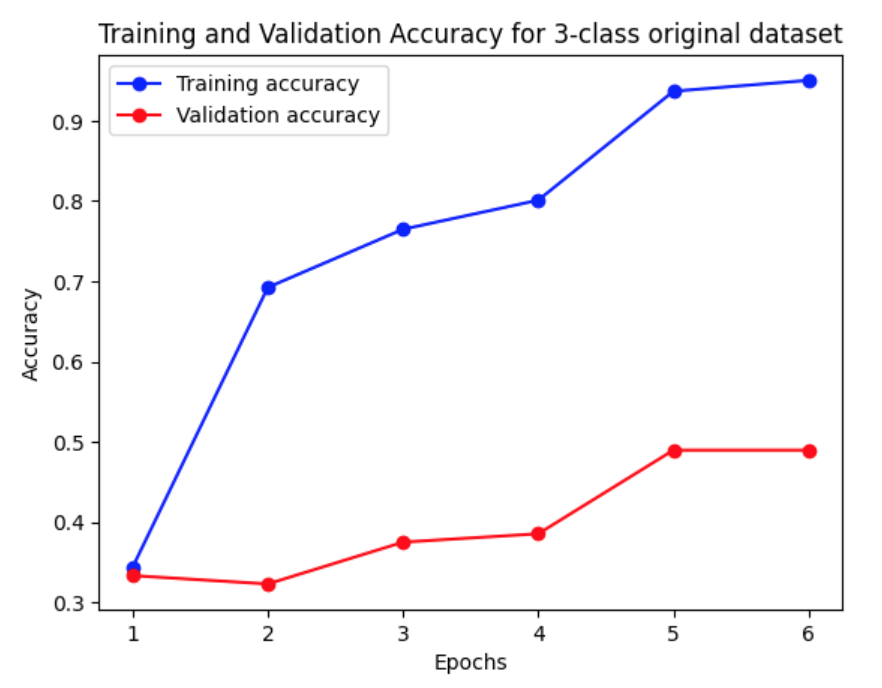 Training and Validation Accuracy for 3-class original dataset
Training accuracy
Validation accuracy
0.9
0.8
0.7
0.6
0.5
0.4
0.3
Accuracy
1 2 3 4 5 6
Epochs